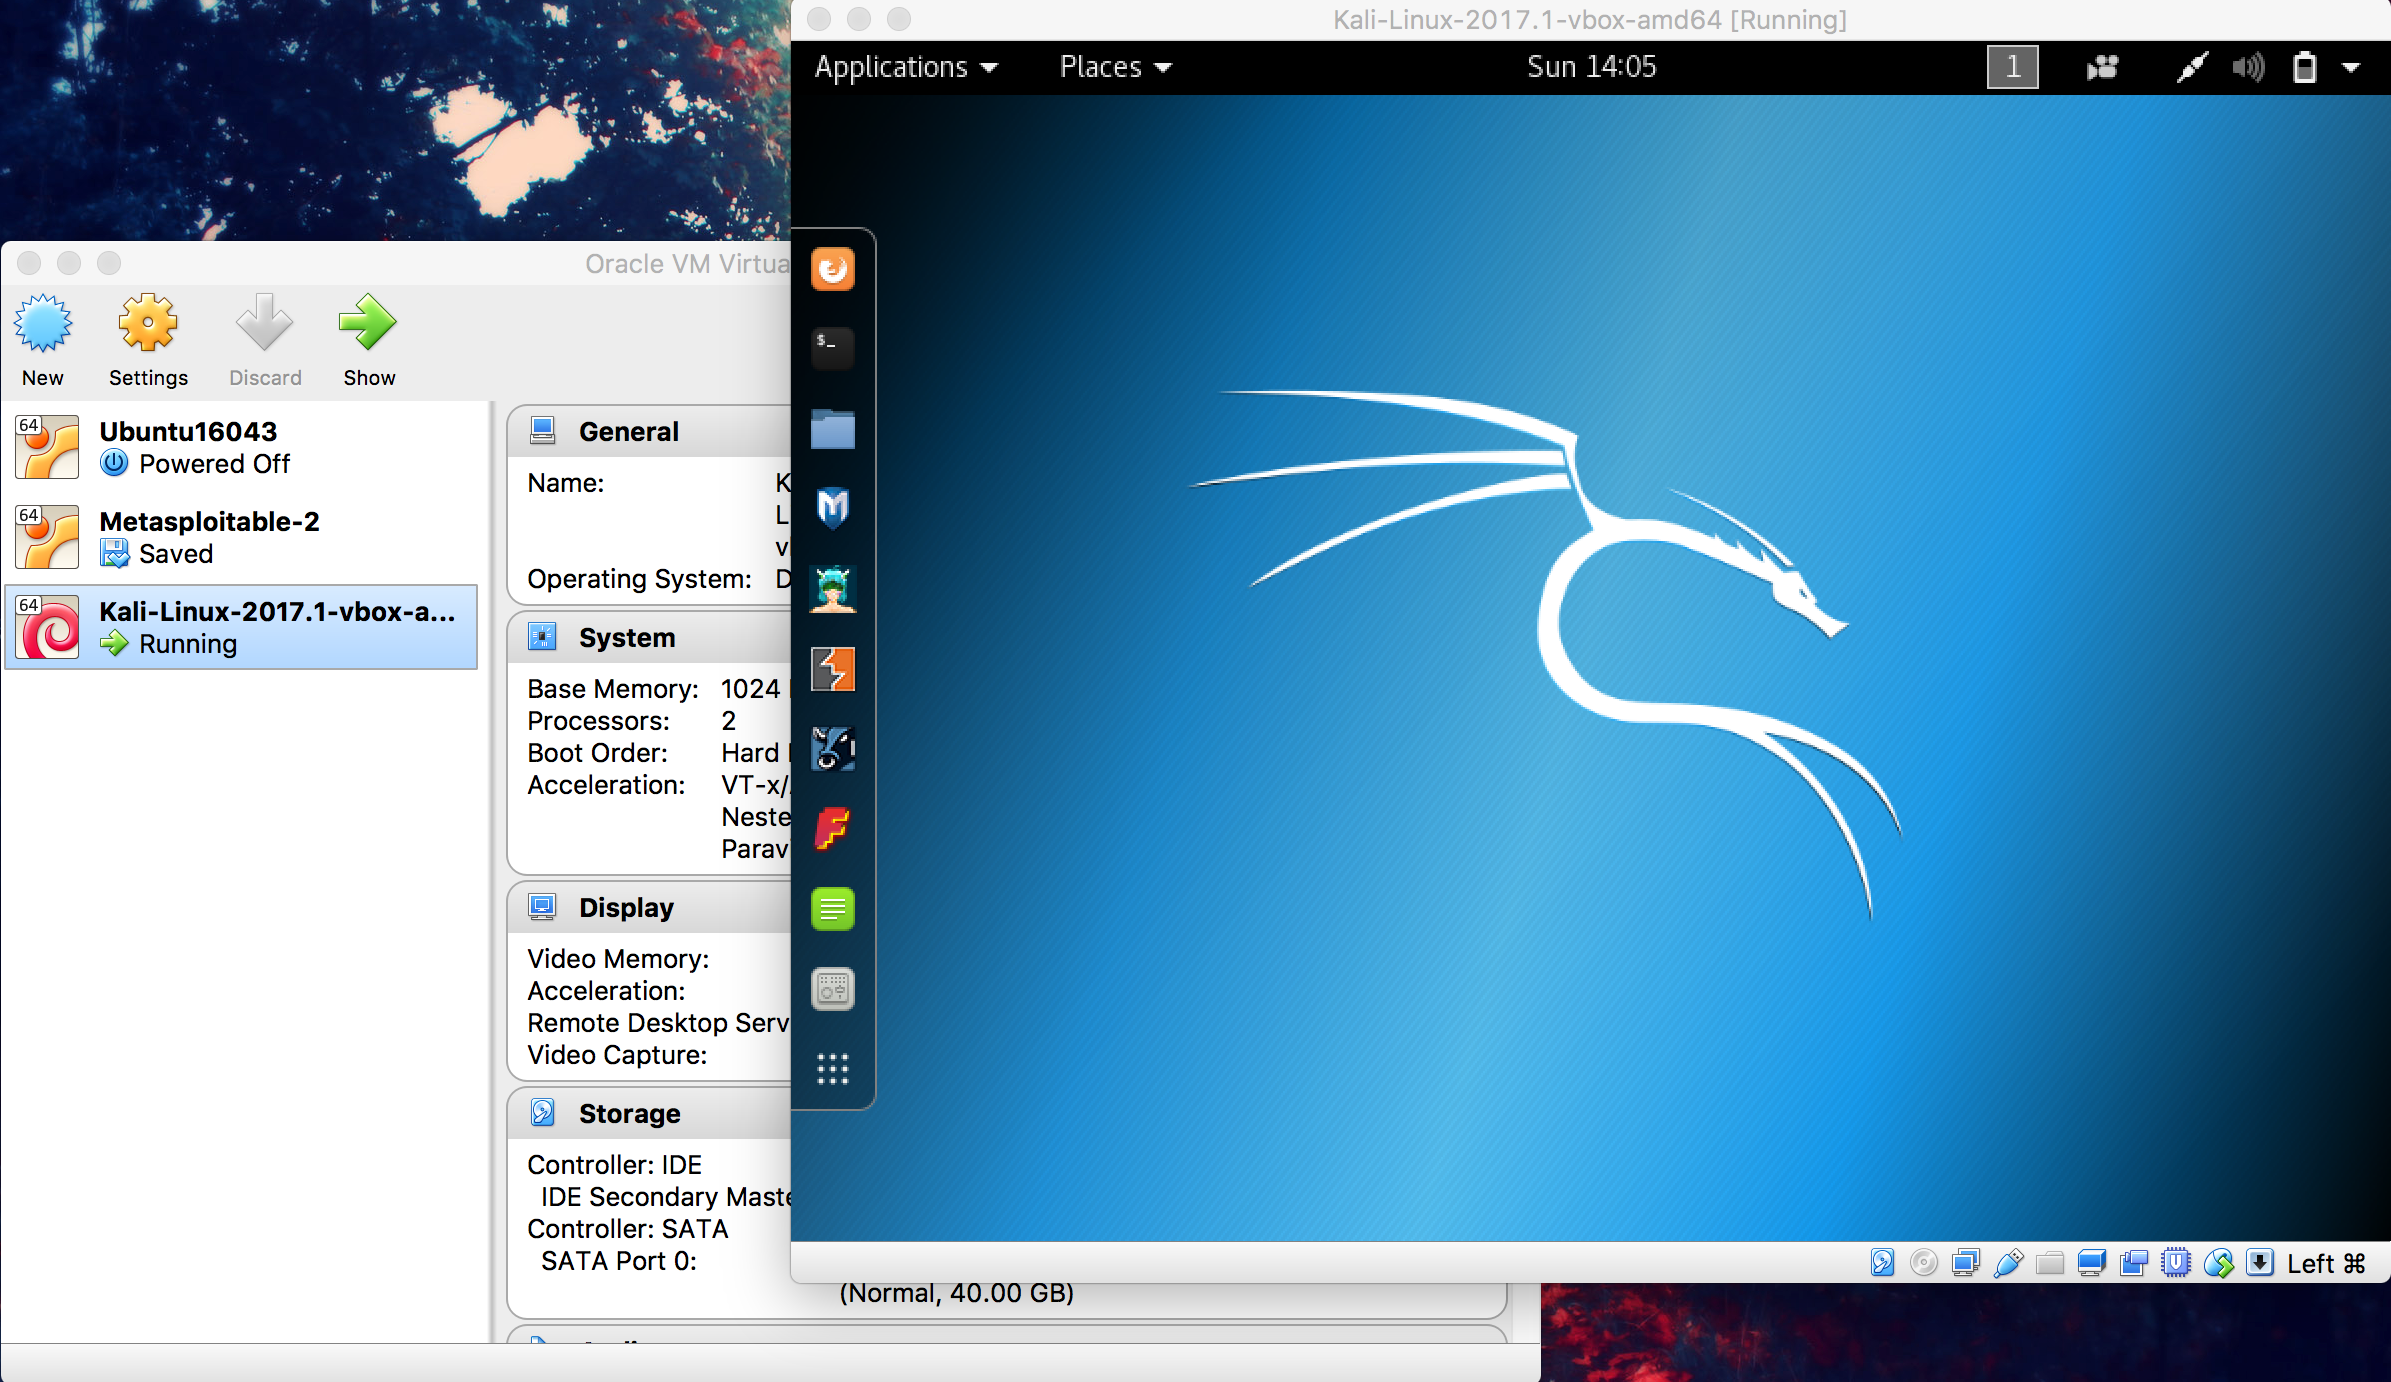 Kali-Linux-2017.1-vbox-amd64 [Running]
Applications
Places
Sun 14:05
1
$_
Oracle VM Virtua
New
Settings
Discard
Show
64
Ubuntu16043
Powered Off
64
Metasploitable-2
Saved
64
Kali-Linux-2017.1-vbox-a...
Running
General
Name: K
L
v
Operating System: D
System
Base Memory: 1024
Processors: 2
Boot Order: Hard
Acceleration: VT-x/
Neste
Parav
Display
Video Memory:
Acceleration:
Remote Desktop Serv
Video Capture:
Storage
Controller: IDE
IDE Secondary Maste
Controller: SATA
SATA Port 0:
(Normal, 40.00 GB)
Left ⌘